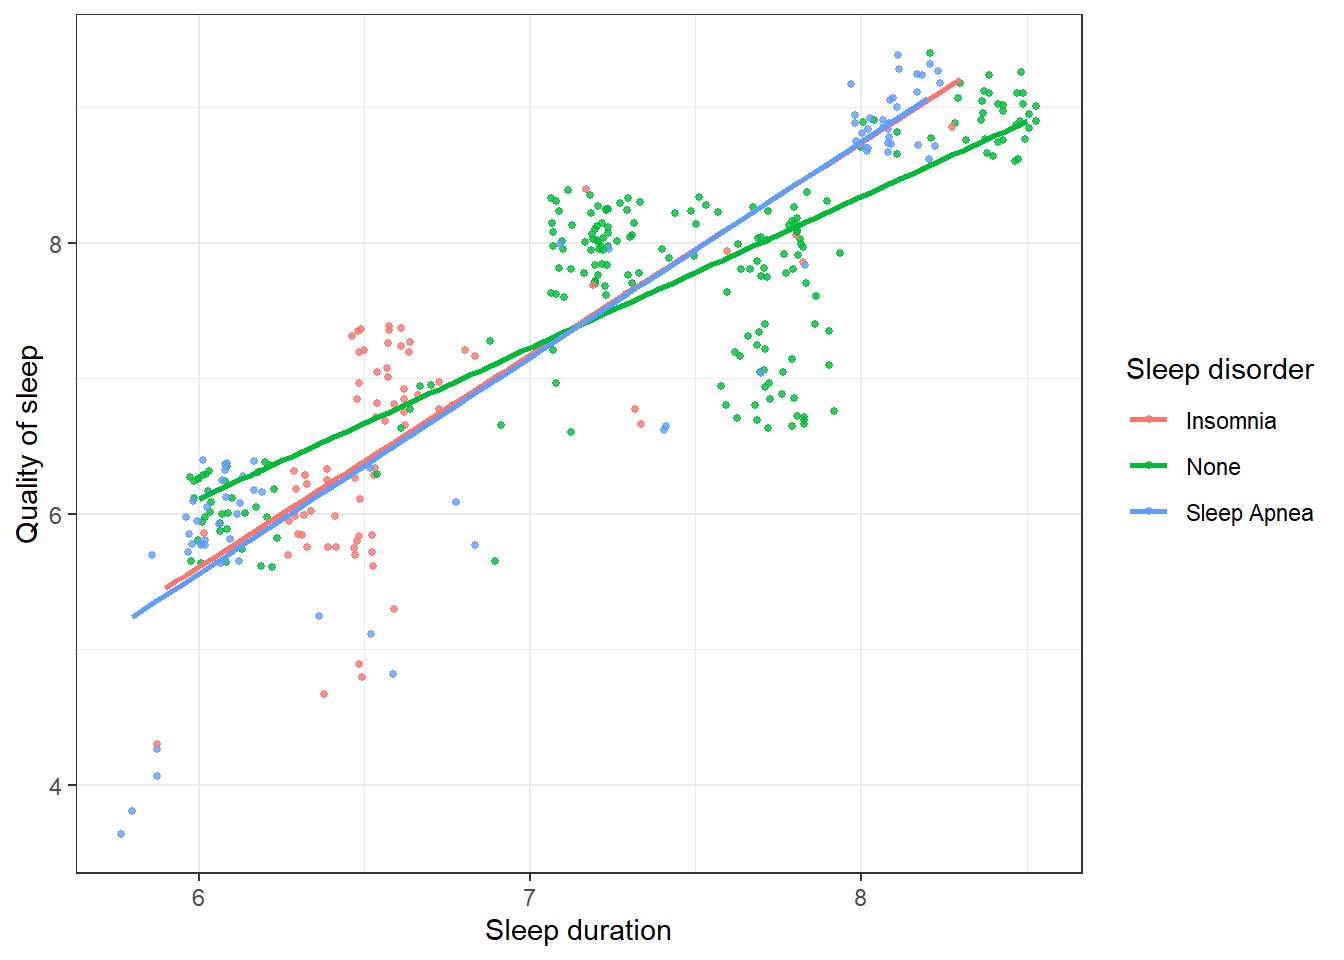 Quality of sleep
8
6
4
6
7
8
Sleep duration
Sleep disorder
Insomnia
None
Sleep Apnea